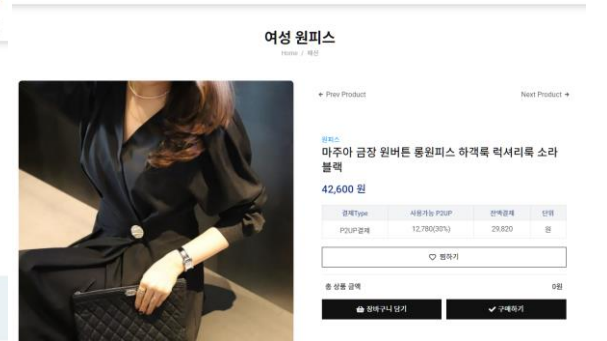 여성 원피스
Home / 패션
← Prev Product
Next Product →
원피스
마주아 금장 원버튼 롱원피스 하객룩 럭셔리룩 소라
블랙
42,600 원
결제Type 사용가능 P2UP 잔액결제 단위
P2UP결제 12,780(30%) 29,820 원
찜하기
총 상품 금액 0원
장바구니 담기 구매하기